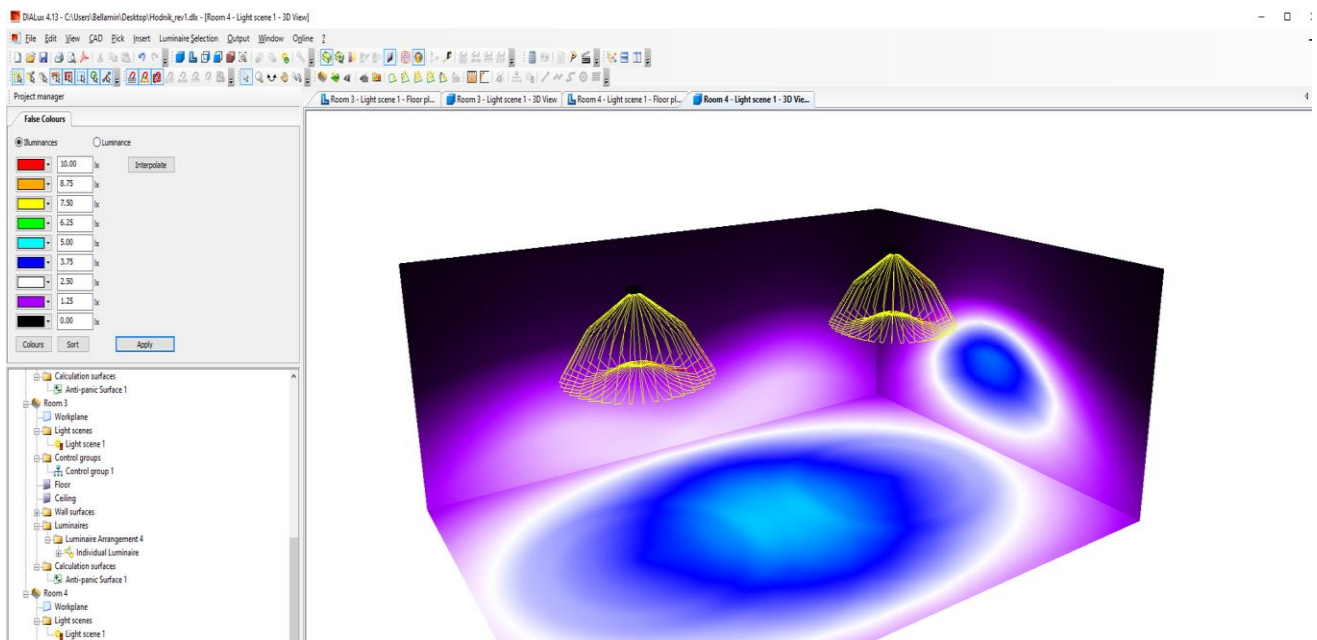 DIALux 4.13 - C:\Users\Bellamin\Desktop\Hodnik_rev1.dlx - [Room 4 - Light scene 1 - 3D View]
File Edit View CAD Pick Insert Luminaire Selection Output Window Online ?
Project manager
Room 3 - Light scene 1 - Floor pl... Room 3 - Light scene 1 - 3D View Room 4 - Light scene 1 - Floor pl... Room 4 - Light scene 1 - 3D Vie...
False Colours
Illuminances Luminance
10.00 lx Interpolate
8.75 lx
7.50 lx
6.25 lx
5.00 lx
3.75 lx
2.50 lx
1.25 lx
0.00 lx
Colours Sort Apply
Calculation surfaces
Anti-panic Surface 1
Room 3
Workplane
Light scenes
Light scene 1
Control groups
Control group 1
Floor
Ceiling
Wall surfaces
Luminaires
Luminaire Arrangement 4
Individual Luminaire
Calculation surfaces
Anti-panic Surface 1
Room 4
Workplane
Light scenes
Light scene 1